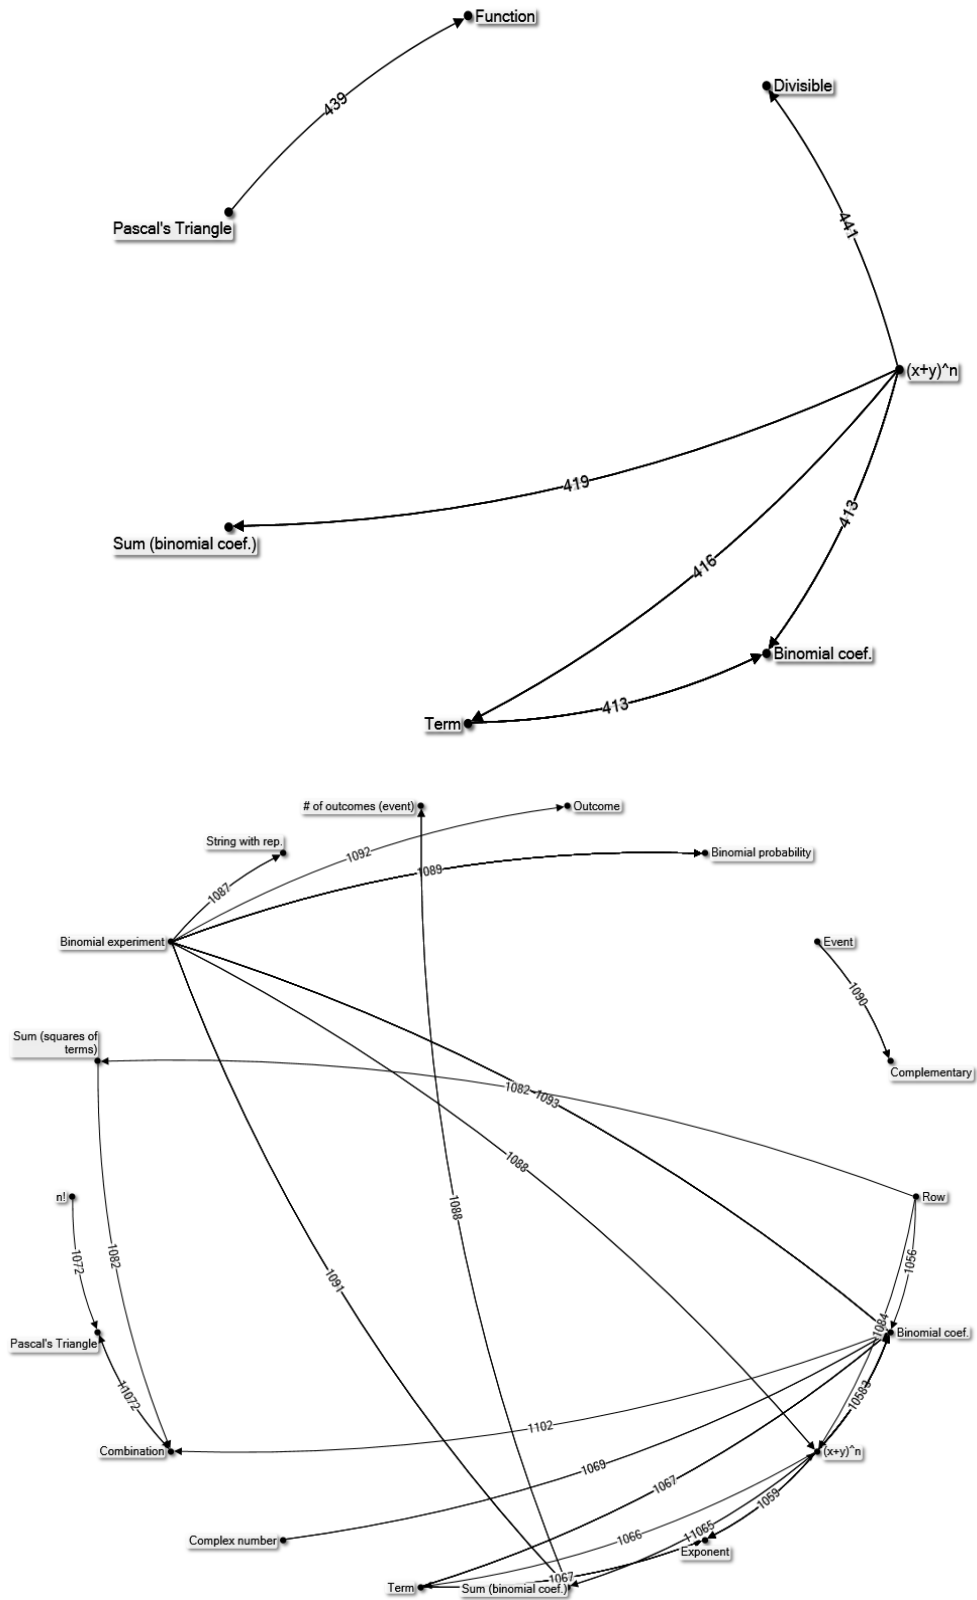 Function
Divisible
439
Pascal's Triangle
441
(x+y)^n
419
413
Sum (binomial coef.)
416
Binomial coef.
413
Term
# of outcomes (event)
Outcome
String with rep.
1092
Binomial probability
1089
1087
Binomial experiment
Event
1090
Sum (squares of
terms)
Complementary
1082
1093
1088
n!
Row
1088
1082
1072
1056
1091
1084
Pascal's Triangle
Binomial coef.
1072
1102
Combination
(x+y)^n
1069
1067
1059
1066
1065
Complex number
Exponent
1067
Term
Sum (binomial coef.)